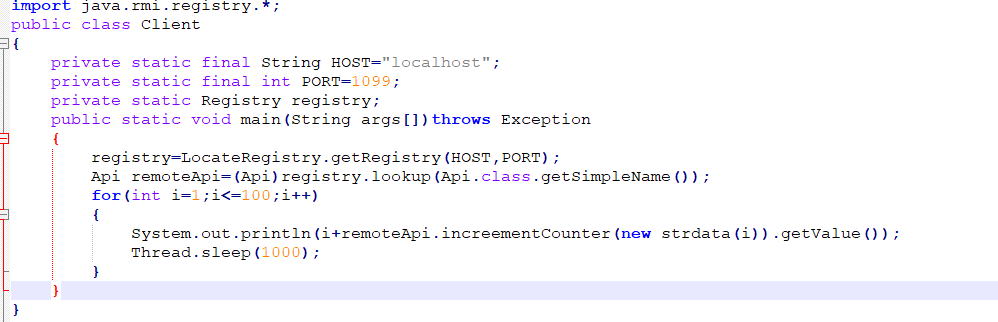 import java.rmi.registry.*;
public class Client
{
    private static final String HOST="localhost";
    private static final int PORT=1099;
    private static Registry registry;
    public static void main(String args[])throws Exception
    {
        registry=LocateRegistry.getRegistry(HOST,PORT);
        Api remoteApi=(Api)registry.lookup(Api.class.getSimpleName());
        for(int i=1;i<=100;i++)
        {
            System.out.println(i+remoteApi.increementCounter(new strdata(i)).getValue());
            Thread.sleep(1000);
        }
    }
}